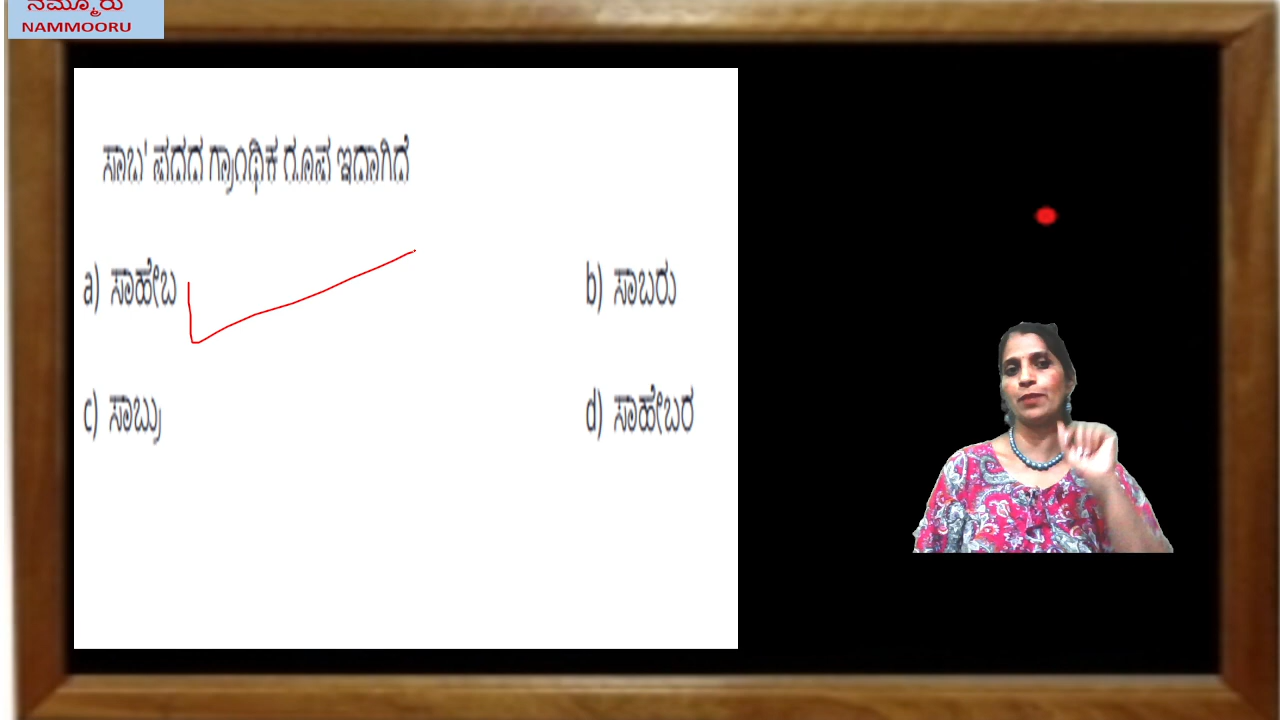 ನಮ್ಮೂರು
NAMMOORU
ಸಾಬ' ಪದದ ಗ್ರಾಂಥಿಕ ರೂಪ ಇದಾಗಿದೆ
a) ಸಾಹೇಬ
b) ಸಾಬರು
c) ಸಾಬ್ರು
d) ಸಾಹೇಬರ